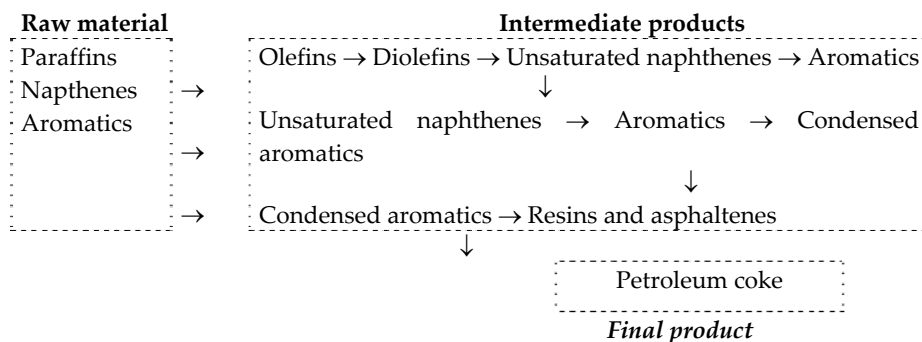 Raw material Intermediate products
Paraffins Olefins → Diolefins → Unsaturated naphthenes → Aromatics
Napthenes → ↓
Aromatics Unsaturated naphthenes → Aromatics → Condensed
→ aromatics
↓
→ Condensed aromatics → Resins and asphaltenes
↓
Petroleum coke
Final product